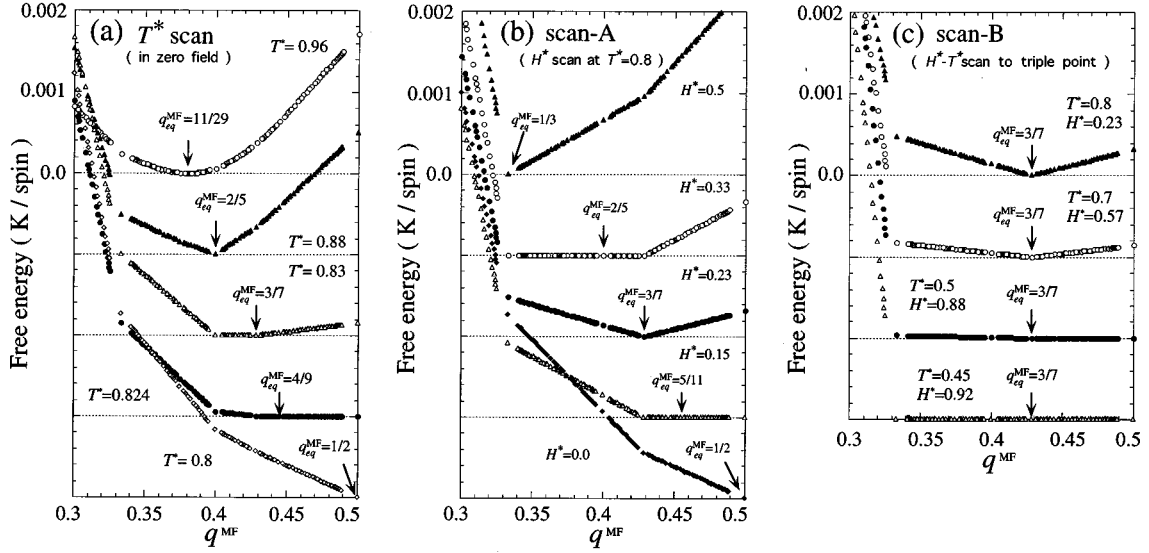 Free energy ( K / spin )
0.002
0.001
0.0
(a) T* scan
( in zero field )
T*= 0.96
q_eq^MF=11/29
q_eq^MF=2/5
T*= 0.88
T*= 0.83
q_eq^MF=3/7
q_eq^MF=4/9
T*= 0.824
q_eq^MF=1/2
T*= 0.8
0.3 0.35 0.4 0.45 0.5
q^MF
Free energy ( K / spin )
0.002
0.001
0.0
(b) scan-A
( H* scan at T*=0.8 )
H*=0.5
q_eq^MF=1/3
H*=0.33
q_eq^MF=2/5
H*=0.23
q_eq^MF=3/7
H*=0.15
q_eq^MF=5/11
q_eq^MF=1/2
H*=0.0
0.3 0.35 0.4 0.45 0.5
q^MF
Free energy ( K / spin )
0.002
0.001
0.0
(c) scan-B
( H*-T*scan to triple point )
T*=0.8
H*=0.23
q_eq^MF=3/7
T*=0.7
H*=0.57
q_eq^MF=3/7
T*=0.5
H*=0.88
q_eq^MF=3/7
T*=0.45
H*=0.92
q_eq^MF=3/7
0.30 0.35 0.40 0.45 0.5
q^MF